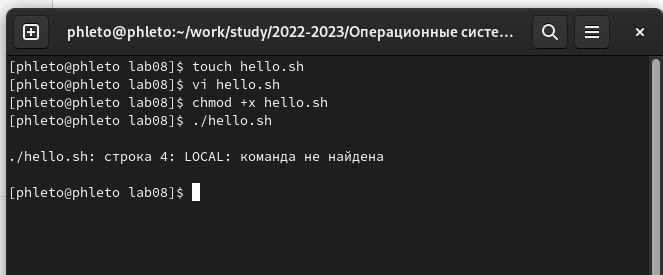 phleto@phleto:~/work/study/2022-2023/Операционные систе...
[phleto@phleto lab08]$ touch hello.sh
[phleto@phleto lab08]$ vi hello.sh
[phleto@phleto lab08]$ chmod +x hello.sh
[phleto@phleto lab08]$ ./hello.sh
./hello.sh: строка 4: LOCAL: команда не найдена
[phleto@phleto lab08]$